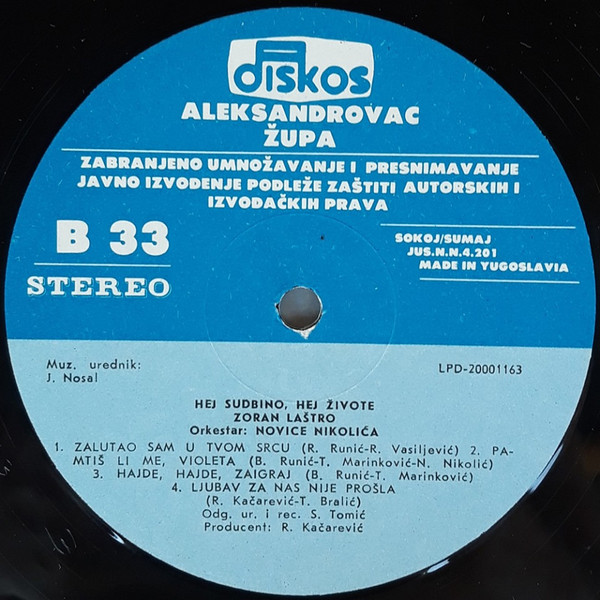 diskos
ALEKSANDROVAC
ŽUPA
ZABRANJENO UMNOŽAVANJE I PRESNIMAVANJE
JAVNO IZVOĐENJE PODLEŽE ZAŠTITI AUTORSKIH I
IZVOĐAČKIH PRAVA
B 33
STEREO
SOKOJ/SUMAJ
JUS.N.N.4.201
MADE IN YUGOSLAVIA
Muz. urednik:
J. Nosal
LPD-20001163
HEJ SUDBINO, HEJ ŽIVOTE
ZORAN LAŠTRO
Orkestar: NOVICE NIKOLIĆA
1. ZALUTAO SAM U TVOM SRCU (R. Runić-R. Vasiljević) 2. PA-
MTIŠ LI ME, VIOLETA (B. Runić-T. Marinković-N. Nikolić)
3. HAJDE, HAJDE, ZAIGRAJ (B. Runić-T. Marinković)
4. LJUBAV ZA NAS NIJE PROŠLA
(R. Kačarević-T. Bralić)
Odg. ur. i rec. S. Tomić
Producent: R. Kačarević